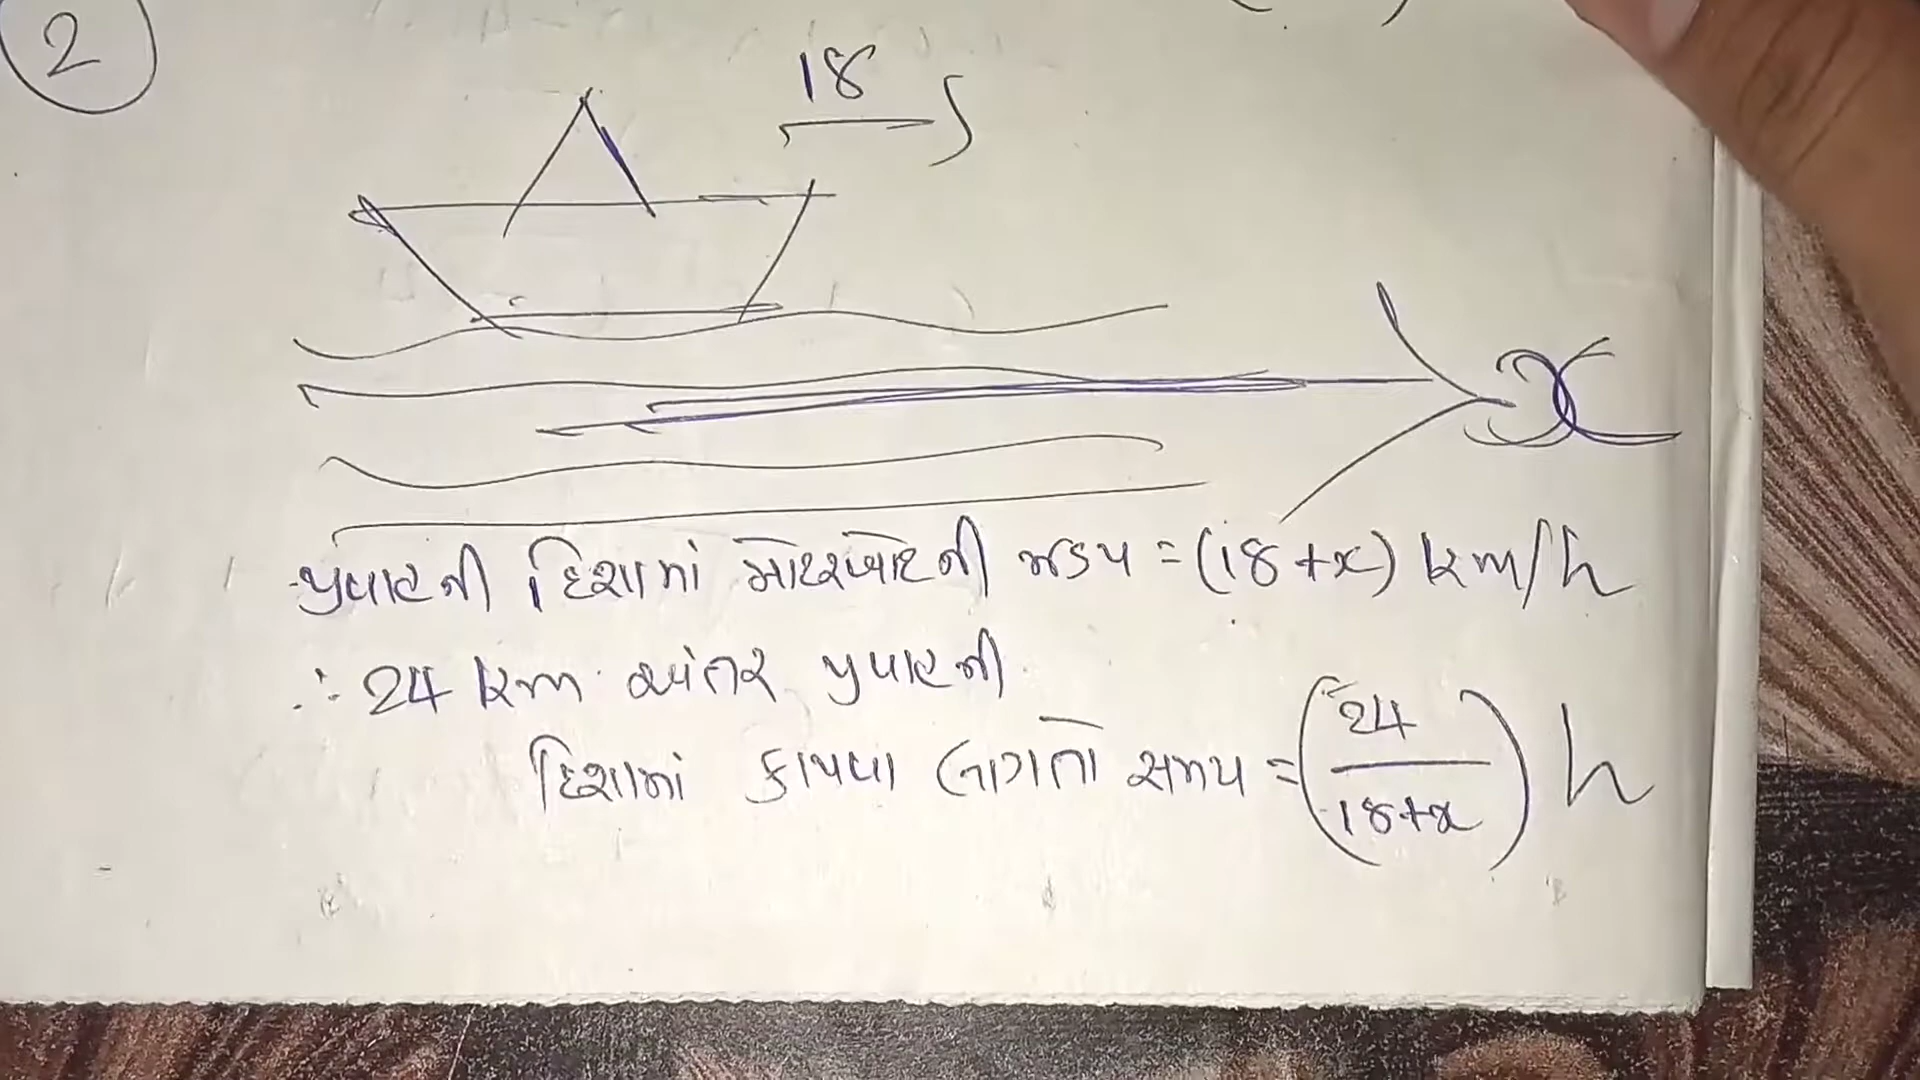 2
18
x
પ્રવાહની દિશામાં મોટરબોટની ઝડપ = (18+x) km/h
∴ 24 km અંતર પ્રવાહની
દિશામાં કાપવા લાગતો સમય = (24/18+x) h